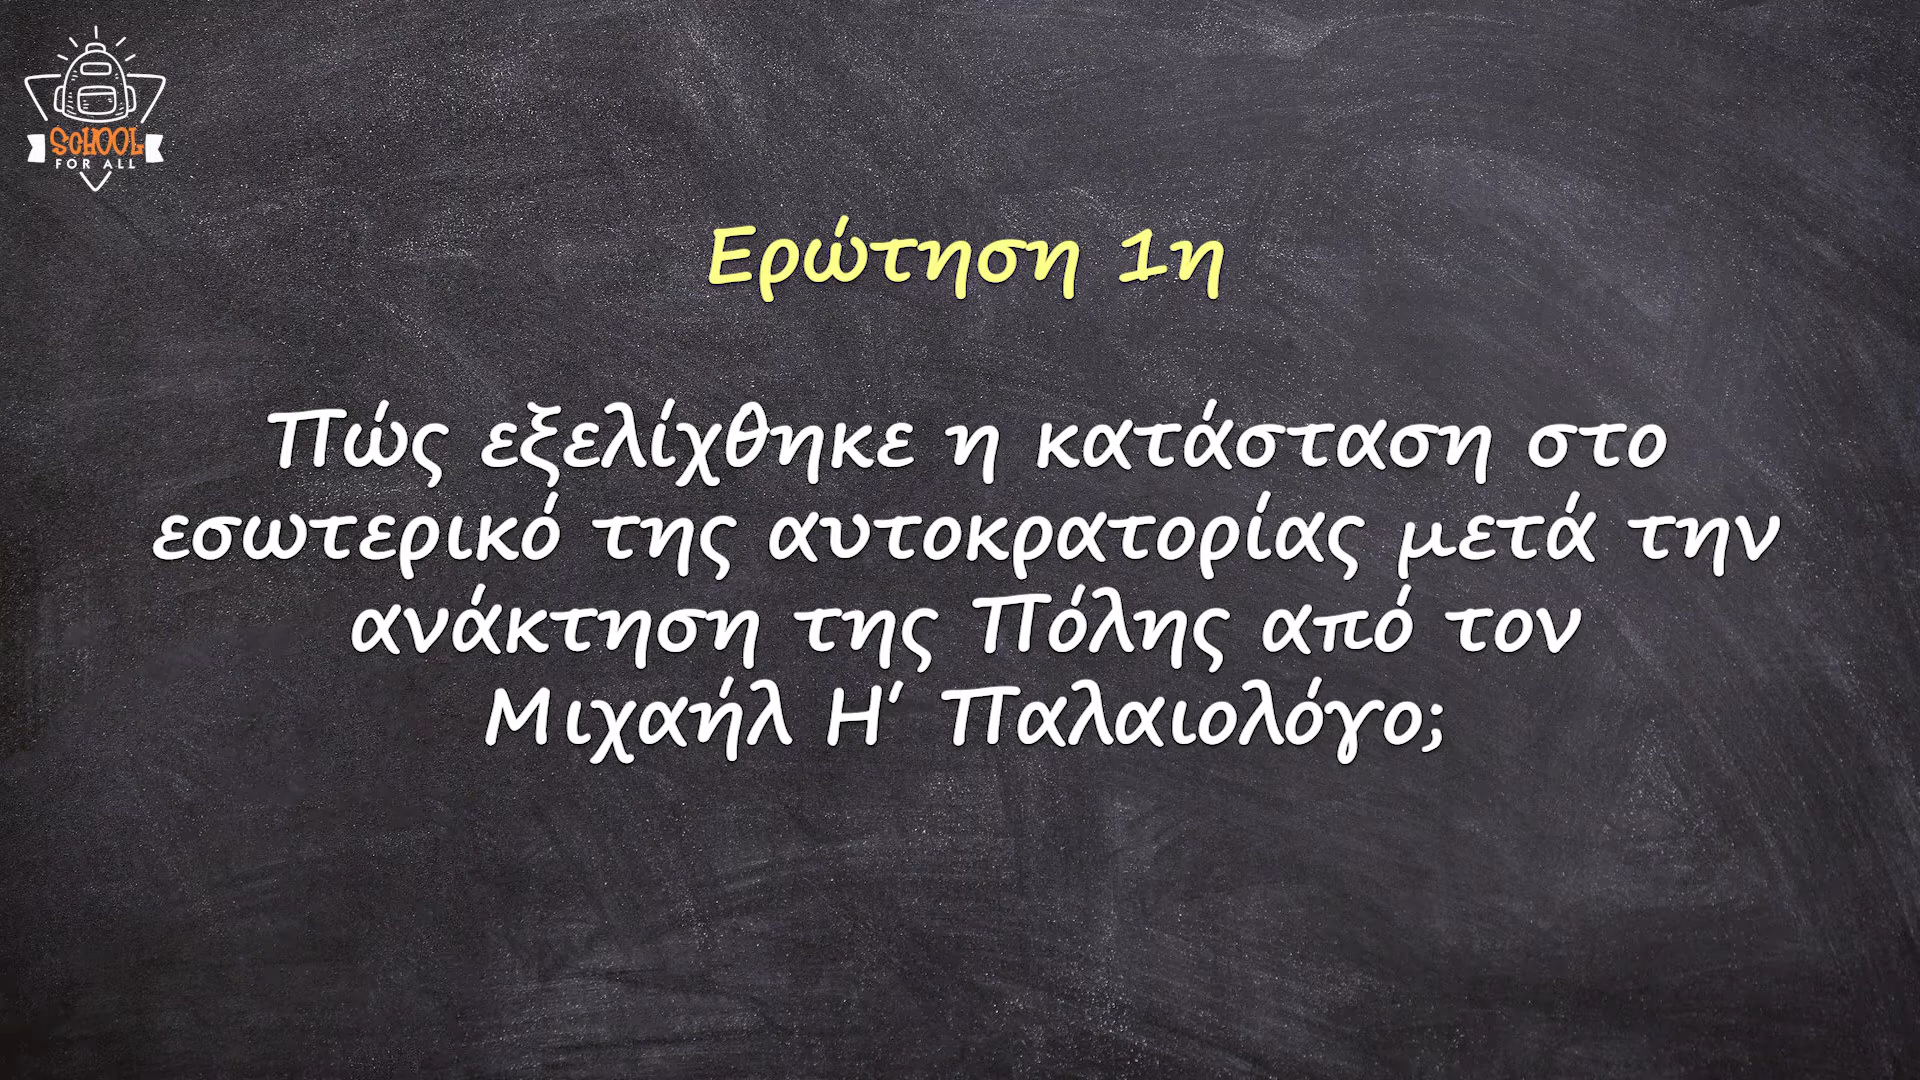 SCHOOL
FOR ALL
Ερώτηση 1η
Πώς εξελίχθηκε η κατάσταση στο
εσωτερικό της αυτοκρατορίας μετά την
ανάκτηση της Πόλης από τον
Μιχαήλ Η΄ Παλαιολόγο;